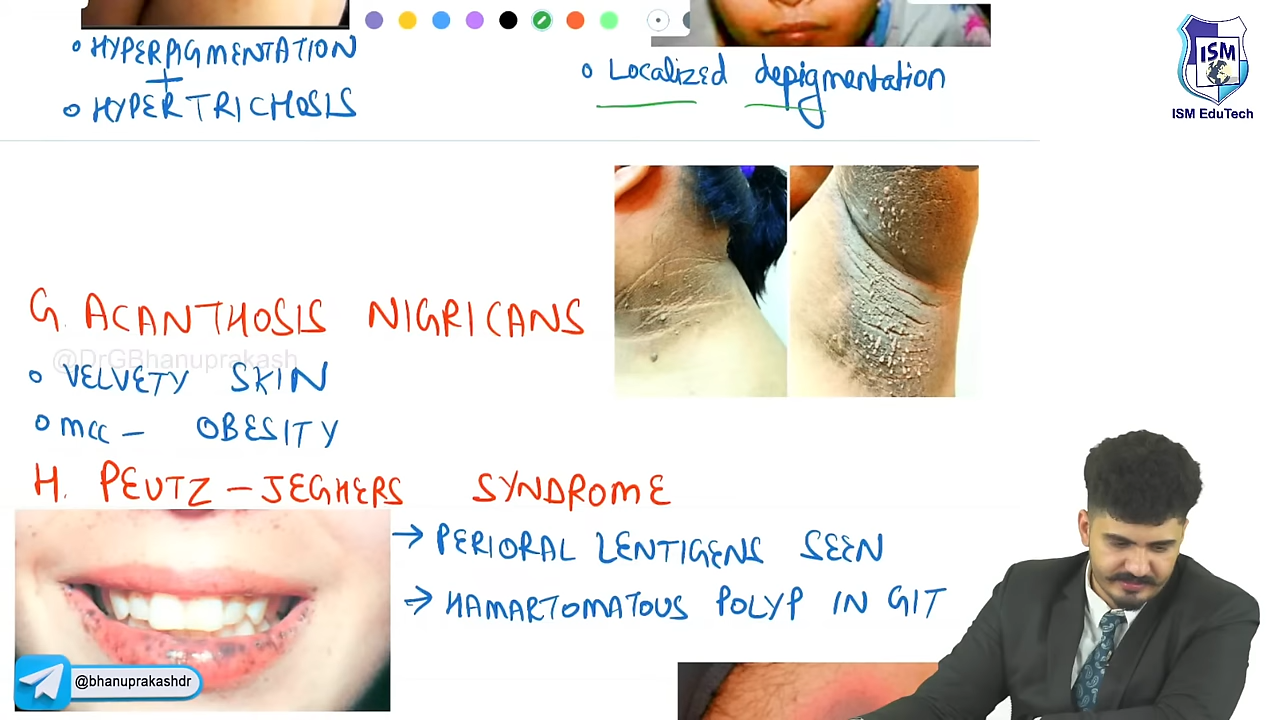 HYPERPIGMENTATION
+
HYPERTRICHOSIS
Localized depigmentation
ISM
ISM EduTech
G. ACANTHOSIS NIGRICANS
@DrGBhanuprakash
VELVETY SKIN
MCC - OBESITY
H. PEUTZ-JEGHERS SYNDROME
→ PERIORAL LENTIGENS SEEN
→ HAMARTOMATOUS POLYP IN GIT
@bhanuprakashdr